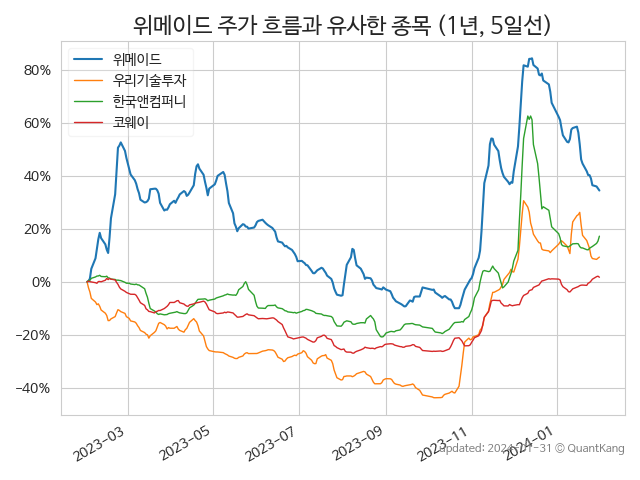 위메이드 주가 흐름과 유사한 종목 (1년, 5일선)
위메이드
우리기술투자
한국앤컴퍼니
코웨이
80%
60%
40%
20%
0%
−20%
−40%
2023-03
2023-05
2023-07
2023-09
2023-11
2024-01
updated: 2024-01-31 © QuantKang